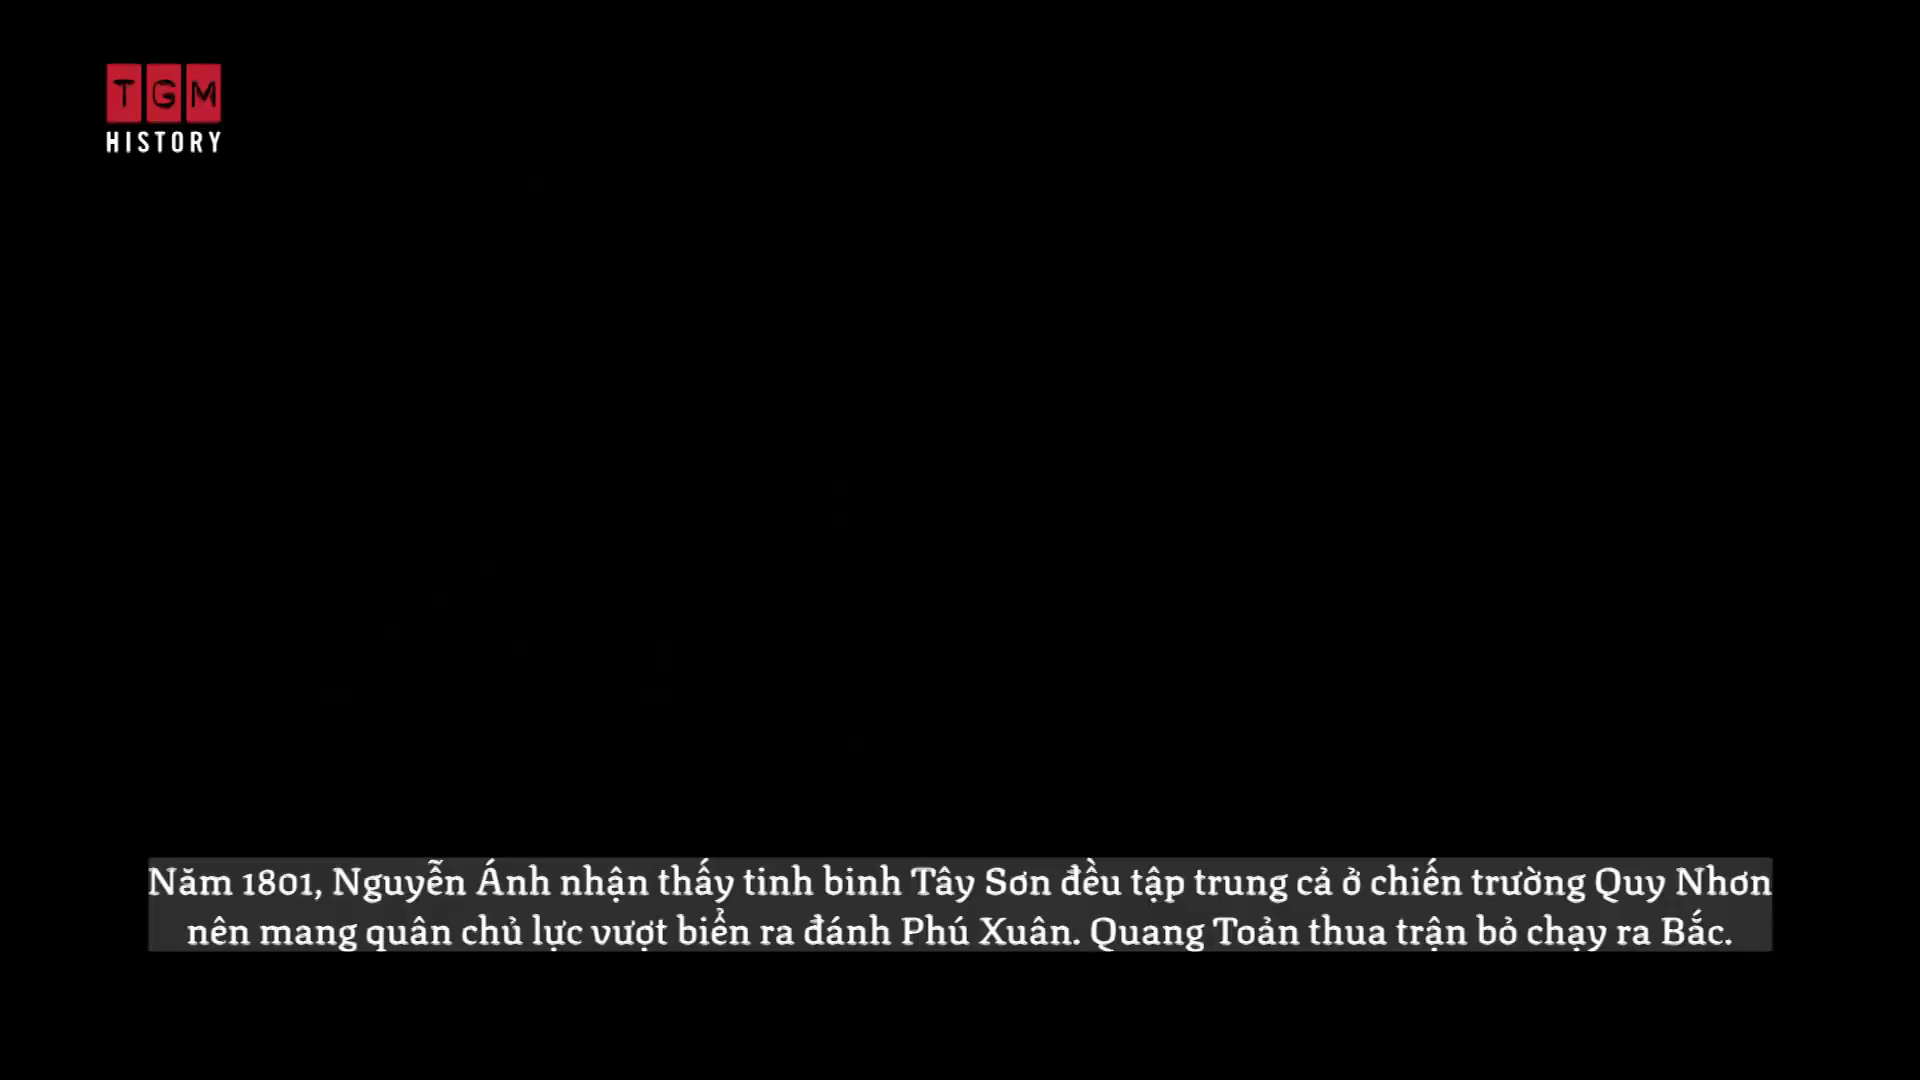 TGM
HISTORY
Năm 1801, Nguyễn Ánh nhận thấy tinh binh Tây Sơn đều tập trung cả ở chiến trường Quy Nhơn
nên mang quân chủ lực vượt biển ra đánh Phú Xuân. Quang Toản thua trận bỏ chạy ra Bắc.